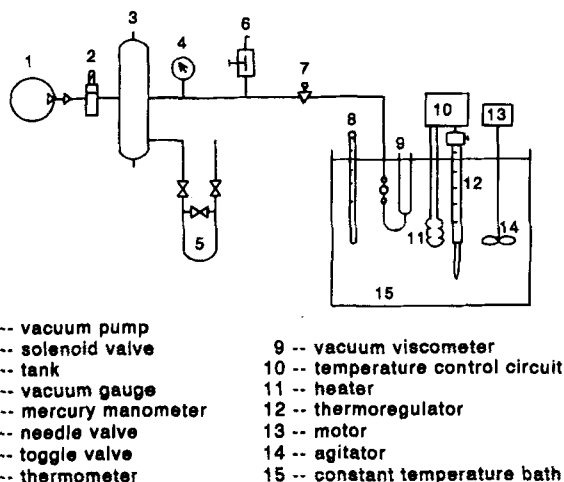 3
6
4
2
1
7
8
9
10
13
12
11
14
5
15
-- vacuum pump
-- solenoid valve
-- tank
-- vacuum gauge
-- mercury manometer
-- needle valve
-- toggle valve
-- thermometer
9 -- vacuum viscometer
10 -- temperature control circuit
11 -- heater
12 -- thermoregulator
13 -- motor
14 -- agitator
15 -- constant temperature bath